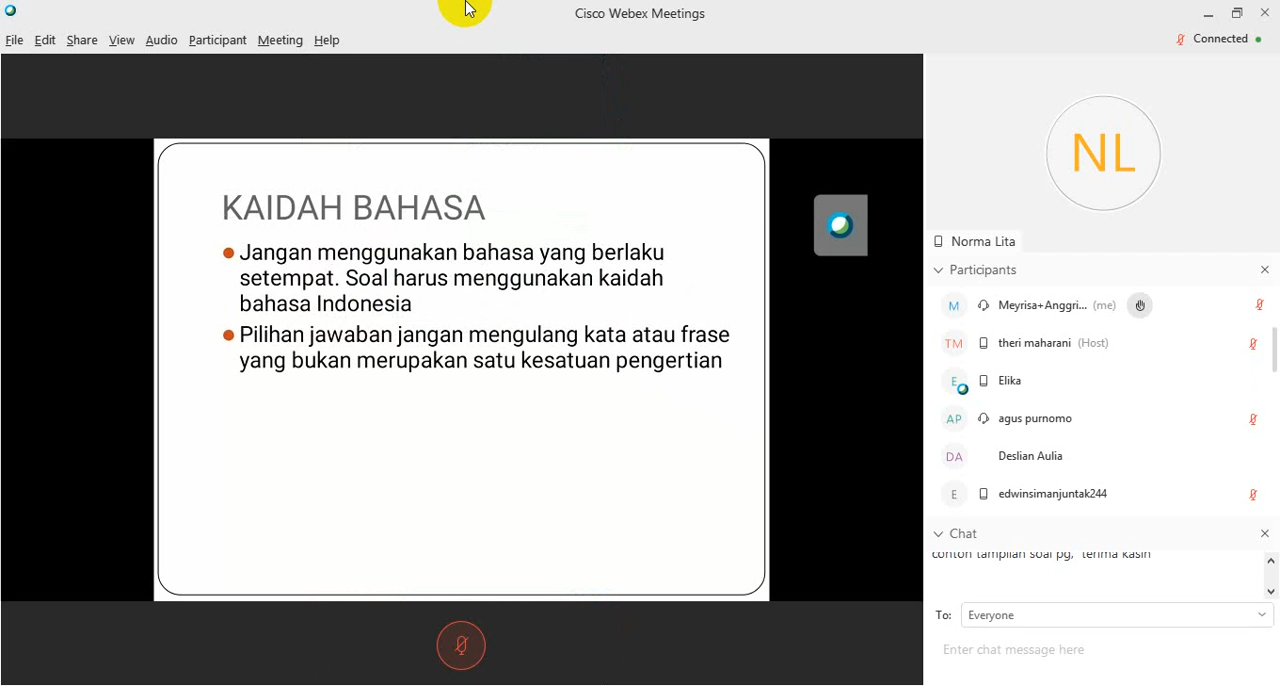 Cisco Webex Meetings
File Edit Share View Audio Participant Meeting Help
Connected
KAIDAH BAHASA
Jangan menggunakan bahasa yang berlaku
setempat. Soal harus menggunakan kaidah
bahasa Indonesia
Pilihan jawaban jangan mengulang kata atau frase
yang bukan merupakan satu kesatuan pengertian
NL
Norma Lita
Participants
M Meyrisa+Anggri... (me)
TM theri maharani (Host)
E Elika
AP agus purnomo
DA Deslian Aulia
E edwinsimanjuntak244
Chat
contoh tampilan soal pg, terima kasih
To: Everyone
Enter chat message here